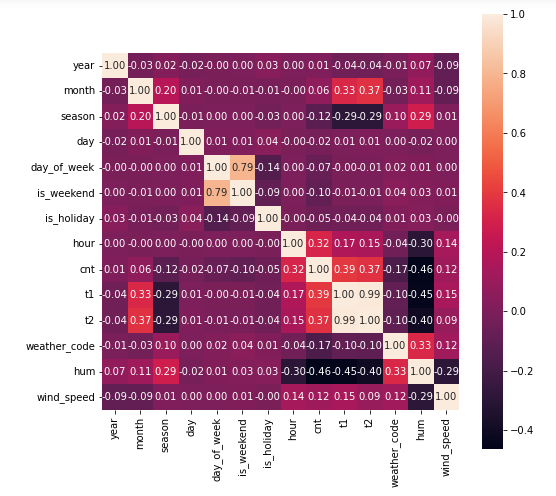 year 1.00 -0.03 0.02 -0.02 -0.00 0.00 0.03 0.00 0.01 -0.04 -0.04 -0.01 0.07 -0.09
month -0.03 1.00 0.20 0.01 -0.00 -0.01 -0.01 -0.00 0.06 0.33 0.37 -0.03 0.11 -0.09
season 0.02 0.20 1.00 -0.01 0.00 0.00 -0.03 0.00 -0.12 -0.29 -0.29 0.10 0.29 0.01
day -0.02 0.01 -0.01 1.00 0.01 0.01 0.04 -0.00 -0.02 0.01 0.01 0.00 -0.02 0.00
day_of_week -0.00 -0.00 0.00 0.01 1.00 0.79 -0.14 0.00 -0.07 -0.00 -0.01 0.02 0.01 0.00
is_weekend 0.00 -0.01 0.00 0.01 0.79 1.00 -0.09 0.00 -0.10 -0.01 -0.01 0.04 0.03 0.01
is_holiday 0.03 -0.01 -0.03 0.04 -0.14 -0.09 1.00 -0.00 -0.05 -0.04 -0.04 0.01 0.03 -0.00
hour 0.00 -0.00 0.00 -0.00 0.00 0.00 -0.00 1.00 0.32 0.17 0.15 -0.04 -0.30 0.14
cnt 0.01 0.06 -0.12 -0.02 -0.07 -0.10 -0.05 0.32 1.00 0.39 0.37 -0.17 -0.46 0.12
t1 -0.04 0.33 -0.29 0.01 -0.00 -0.01 -0.04 0.17 0.39 1.00 0.99 -0.10 -0.45 0.15
t2 -0.04 0.37 -0.29 0.01 -0.01 -0.01 -0.04 0.15 0.37 0.99 1.00 -0.10 -0.40 0.09
weather_code -0.01 -0.03 0.10 0.00 0.02 0.04 0.01 -0.04 -0.17 -0.10 -0.10 1.00 0.33 0.12
hum 0.07 0.11 0.29 -0.02 0.01 0.03 0.03 -0.30 -0.46 -0.45 -0.40 0.33 1.00 -0.29
wind_speed -0.09 -0.09 0.01 0.00 0.00 0.01 -0.00 0.14 0.12 0.15 0.09 0.12 -0.29 1.00
year month season day day_of_week is_weekend is_holiday hour cnt t1 t2 weather_code hum wind_speed
1.0
0.8
0.6
0.4
0.2
0.0
−0.2
−0.4